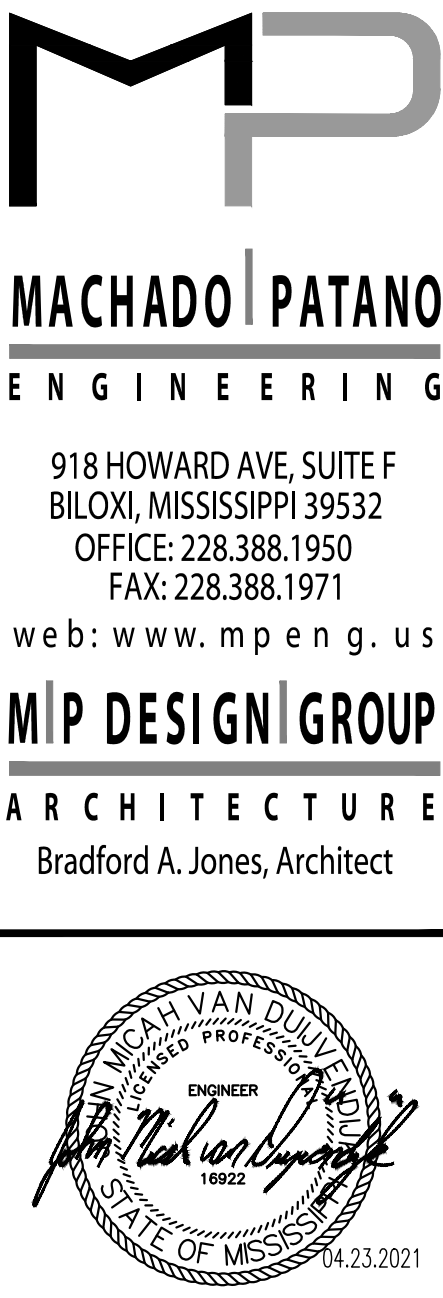 MP
MACHADO PATANO
ENGINEERING
918 HOWARD AVE, SUITE F
BILOXI, MISSISSIPPI 39532
OFFICE: 228.388.1950
FAX: 228.388.1971
web: www.mpeng.us
M|P DESIGN|GROUP
ARCHITECTURE
Bradford A. Jones, Architect
JOHN MICAH VAN DUIJVENDIJK
LICENSED PROFESSIONAL
ENGINEER
16922
STATE OF MISSISSIPPI
04.23.2021